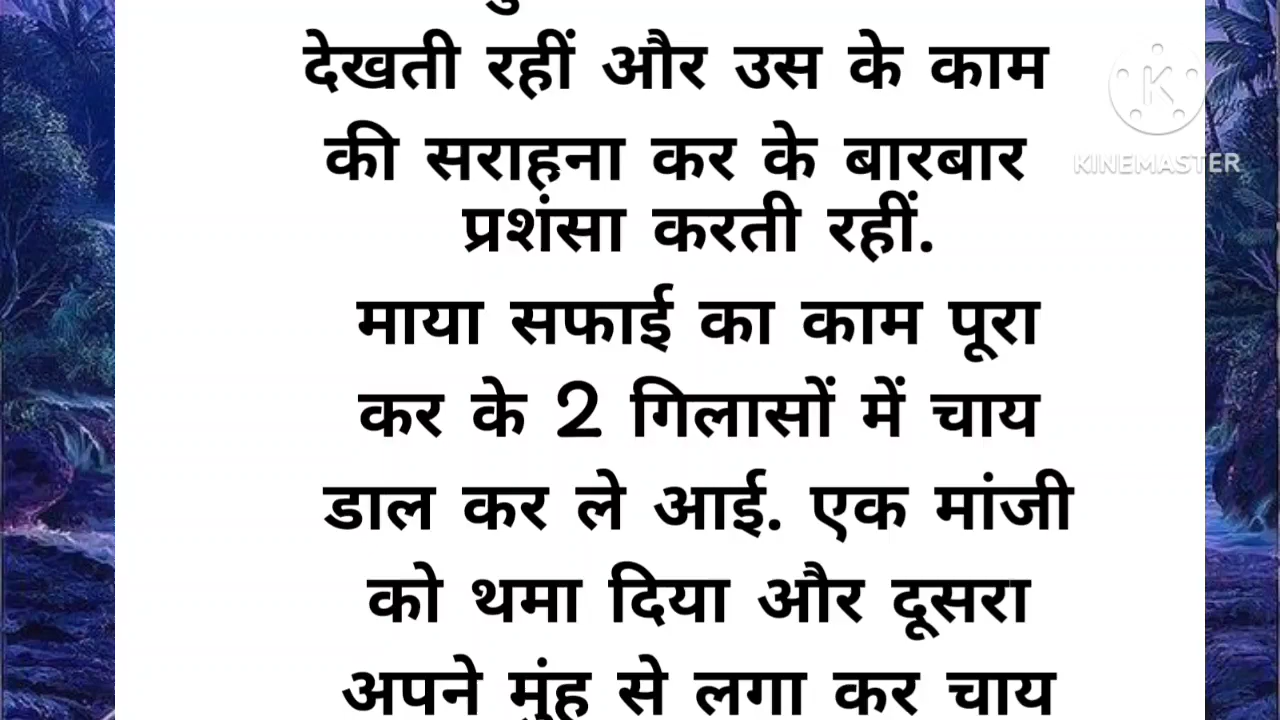 देखती रहीं और उस के काम
की सराहना कर के बारबार
प्रशंसा करती रहीं.
माया सफाई का काम पूरा
कर के 2 गिलासों में चाय
डाल कर ले आई. एक मांजी
को थमा दिया और दूसरा
अपने मुंह से लगा कर चाय
K
KINEMASTER